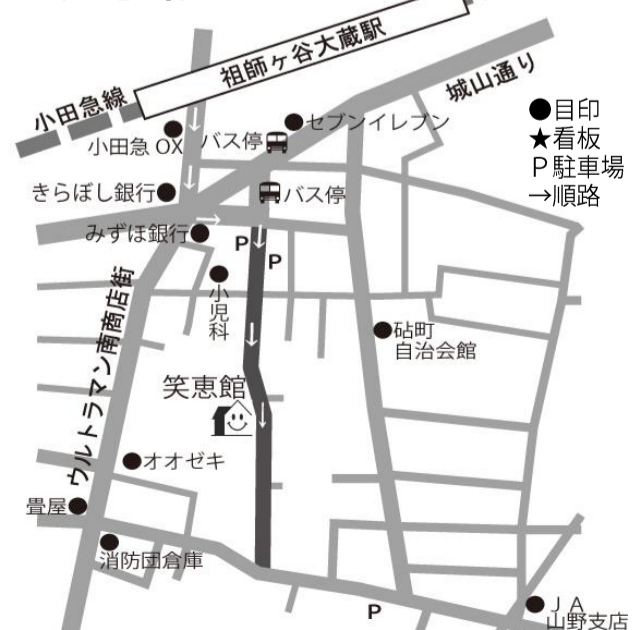 祖師ヶ谷大蔵駅
小田急線
城山通り
セブンイレブン
小田急 OX
バス停
●目印
★看板
Ｐ駐車場
→順路
きらぼし銀行
バス停
みずほ銀行
P
P
小児科
ウルトラマン南商店街
砧町
自治会館
笑恵館
オオゼキ
畳屋
消防団倉庫
P
ＪＡ
山野支店